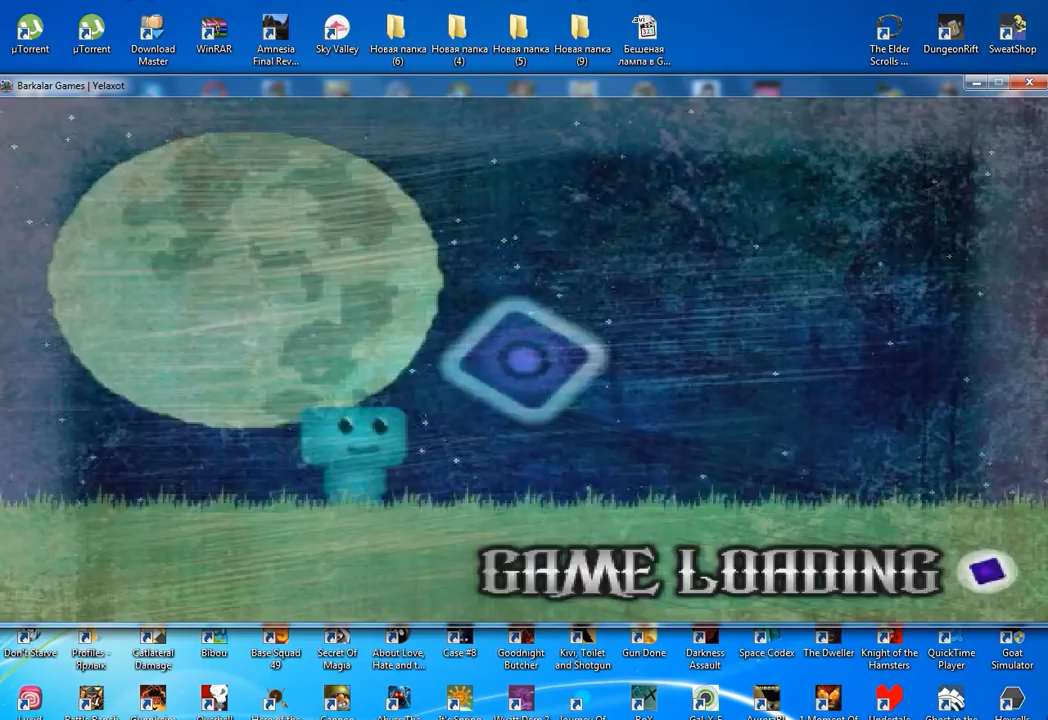 µTorrent
µTorrent
Download
Master
WinRAR
Amnesia
Final Rev...
Sky Valley
Новая папка
(6)
Новая папка
(4)
Новая папка
(5)
Новая папка
(9)
Бешеная
лампа в G...
The Elder
Scrolls ...
DungeonRift
SweatShop
Barkalar Games | Yelaxot
GAME LOADING
Don't Starve
Profiles -
Ярлык
Catlateral
Damage
Bibou
Base Squad
49
Secret Of
Magia
About Love,
Hate and t...
Case #8
Goodnight
Butcher
Kivi, Toilet
and Shotgun
Gun Done
Darkness
Assault
Space Codex
The Dweller
Kingdom of the
Hamsters
QuickTime
Player
Goat
Simulator